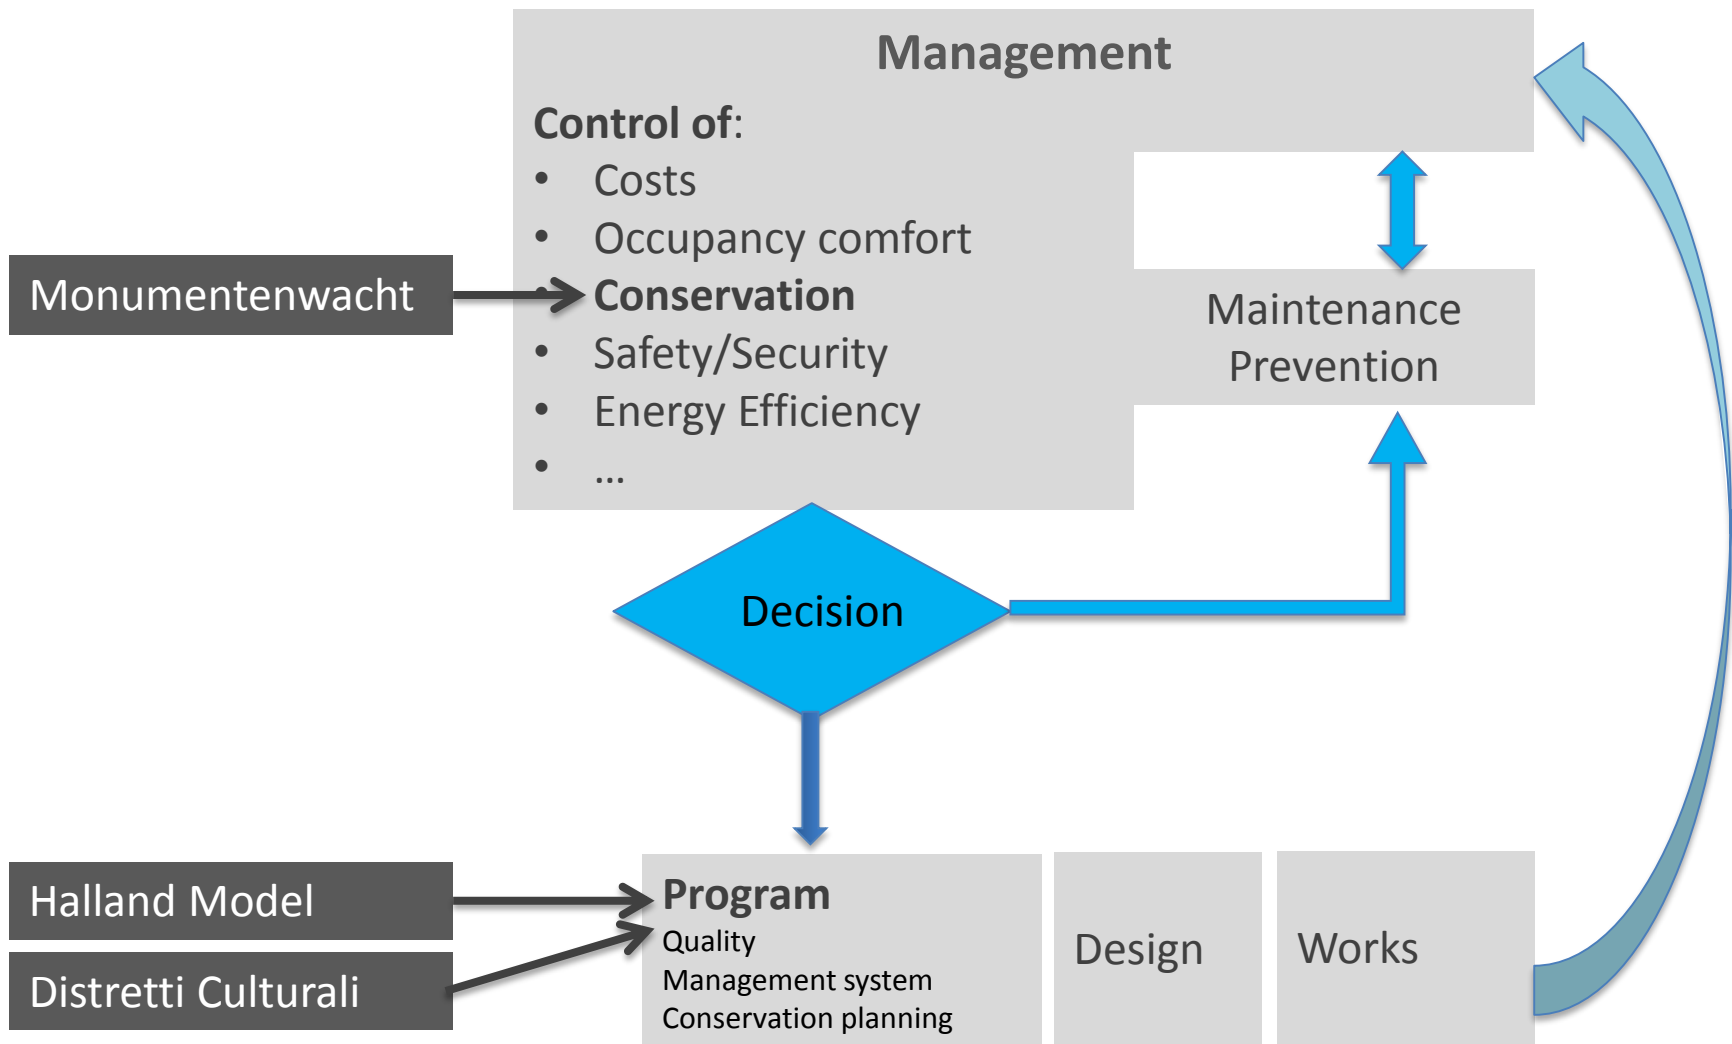 Management
Control of:
• Costs
• Occupancy comfort
• Conservation
• Safety/Security
• Energy Efficiency
• ...
Monumentenwacht
Maintenance
Prevention
Decision
Halland Model
Distretti Culturali
Program
Quality
Management system
Conservation planning
Design
Works